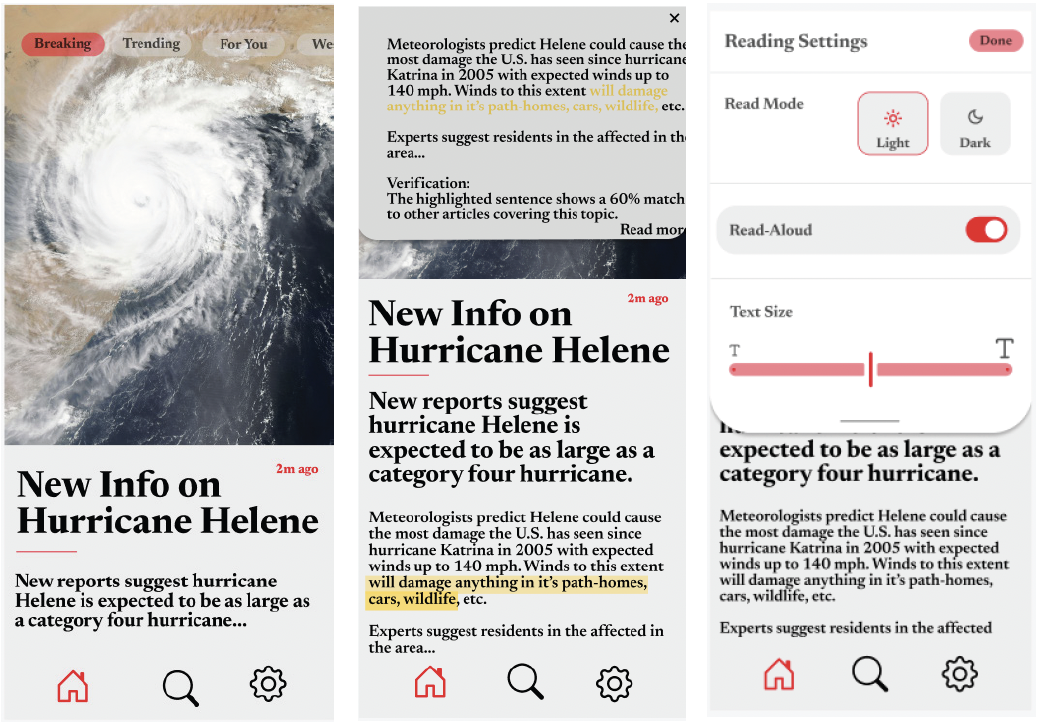 Breaking
Trending
For You
We
2m ago
New Info on
Hurricane Helene
New reports suggest hurricane
Helene is expected to be as large as
a category four hurricane...
Meteorologists predict Helene could cause the
most damage the U.S. has seen since hurricane
Katrina in 2005 with expected winds up to
140 mph. Winds to this extent will damage
anything in it's path-homes, cars, wildlife, etc.
Experts suggest residents in the affected in the
area...
Verification:
The highlighted sentence shows a 60% match
to other articles covering this topic.
Read more
2m ago
New Info on
Hurricane Helene
New reports suggest
hurricane Helene is
expected to be as large as a
category four hurricane.
Meteorologists predict Helene could cause
the most damage the U.S. has seen since
hurricane Katrina in 2005 with expected
winds up to 140 mph. Winds to this extent
will damage anything in it's path-homes,
cars, wildlife, etc.
Experts suggest residents in the affected in
the area...
Reading Settings
Done
Read Mode
Light
Dark
Read-Aloud
Text Size
T
T
expected to be as large as a
category four hurricane.
Meteorologists predict Helene could cause
the most damage the U.S. has seen since
hurricane Katrina in 2005 with expected
winds up to 140 mph. Winds to this extent
will damage anything in it's path-homes,
cars, wildlife, etc.
Experts suggest residents in the affected